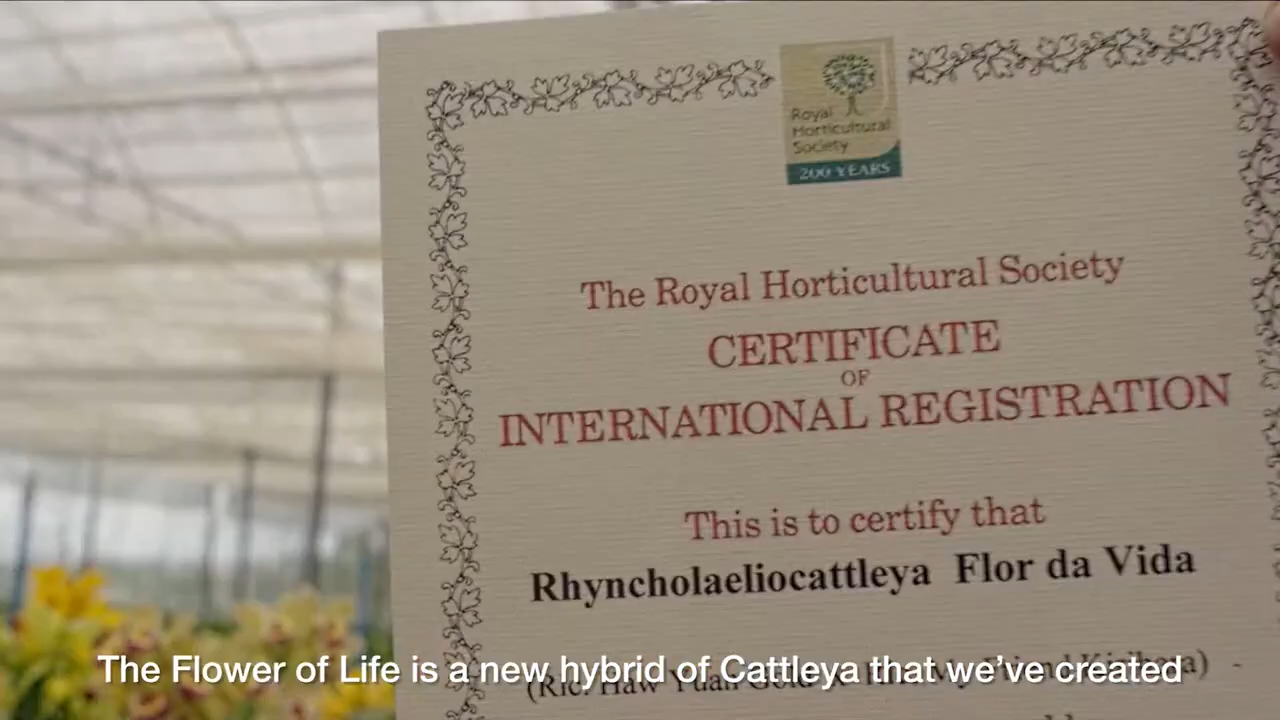 Royal
Horticultural
Society
200 YEARS
The Royal Horticultural Society
CERTIFICATE
OF
INTERNATIONAL REGISTRATION
This is to certify that
Rhyncholaeliocattleya Flor da Vida
The Flower of Life is a new hybrid of Cattleya that we've created